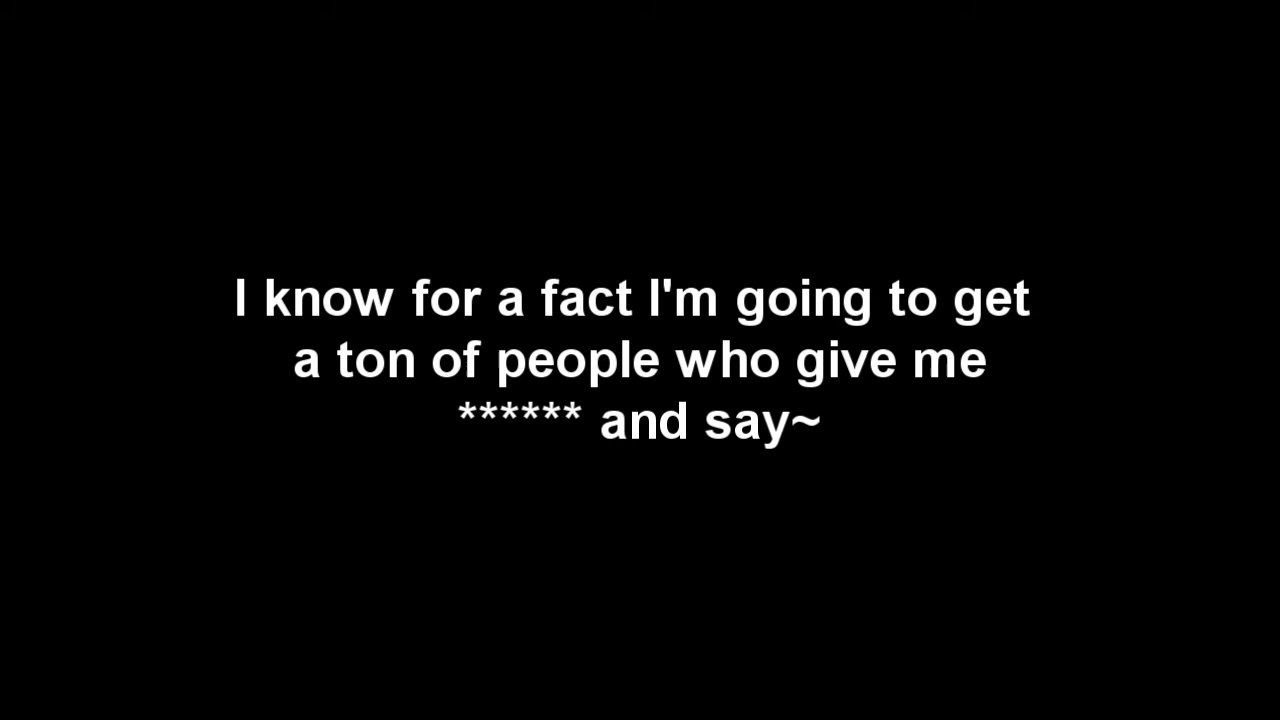 I know for a fact I'm going to get
a ton of people who give me
****** and say~